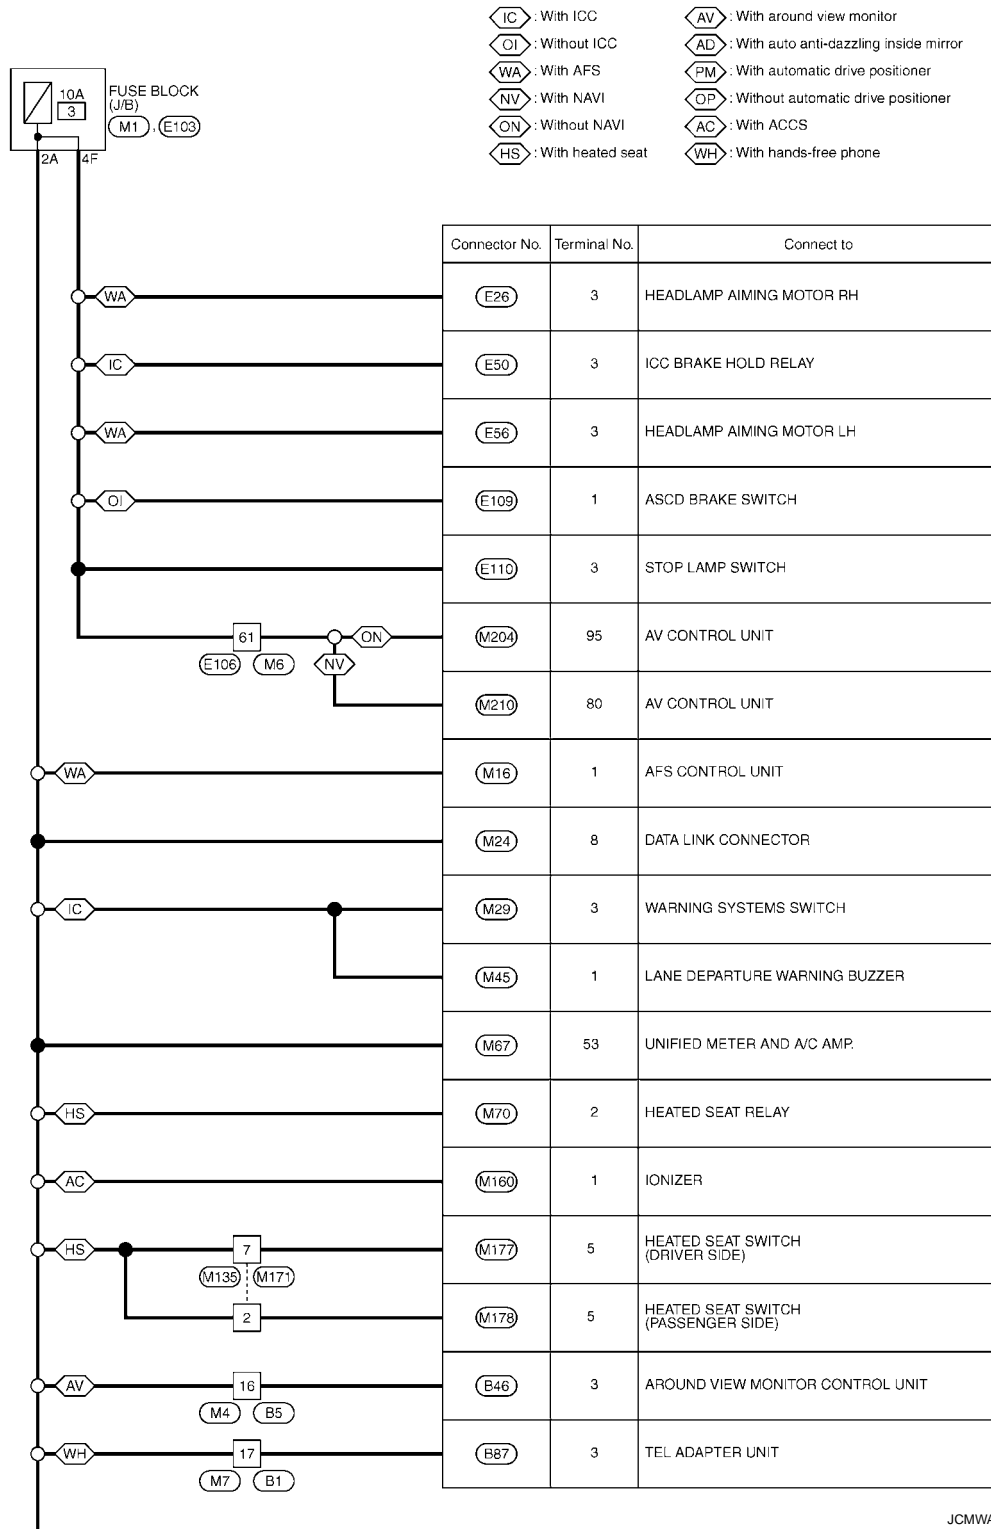 IC : With ICC
OI : Without ICC
WA : With AFS
NV : With NAVI
ON : Without NAVI
HS : With heated seat
AV : With around view monitor
AD : With auto anti-dazzling inside mirror
PM : With automatic drive positioner
OP : Without automatic drive positioner
AC : With ACCS
WH : With hands-free phone
10A
3
FUSE BLOCK
(J/B)
M1 , E103
2A 4F
Connector No. Terminal No. Connect to
WA E26 3 HEADLAMP AIMING MOTOR RH
IC E50 3 ICC BRAKE HOLD RELAY
WA E56 3 HEADLAMP AIMING MOTOR LH
OI E109 1 ASCD BRAKE SWITCH
E110 3 STOP LAMP SWITCH
61 ON M204 95 AV CONTROL UNIT
E106 M6 NV
M210 80 AV CONTROL UNIT
WA M16 1 AFS CONTROL UNIT
M24 8 DATA LINK CONNECTOR
IC M29 3 WARNING SYSTEMS SWITCH
M45 1 LANE DEPARTURE WARNING BUZZER
M67 53 UNIFIED METER AND A/C AMP.
HS M70 2 HEATED SEAT RELAY
AC M160 1 IONIZER
HS 7 M177 5 HEATED SEAT SWITCH
(DRIVER SIDE)
M135 M171
2 M178 5 HEATED SEAT SWITCH
(PASSENGER SIDE)
AV 16 B46 3 AROUND VIEW MONITOR CONTROL UNIT
M4 B5
WH 17 B87 3 TEL ADAPTER UNIT
M7 B1